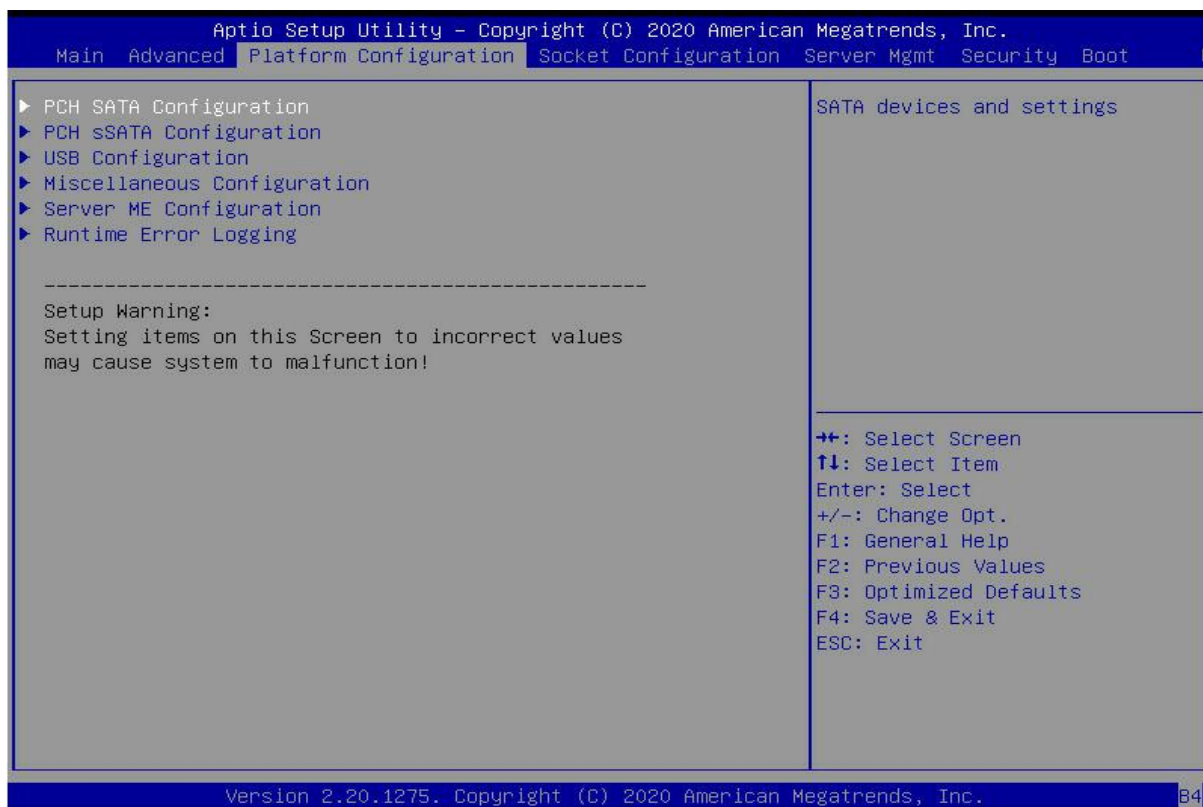 Aptio Setup Utility – Copyright (C) 2020 American Megatrends, Inc.
Main Advanced Platform Configuration Socket Configuration Server Mgmt Security Boot
▶ PCH SATA Configuration
▶ PCH sSATA Configuration
▶ USB Configuration
▶ Miscellaneous Configuration
▶ Server ME Configuration
▶ Runtime Error Logging
--------------------------------------------------
Setup Warning:
Setting items on this Screen to incorrect values
may cause system to malfunction!
SATA devices and settings
→←: Select Screen
↑↓: Select Item
Enter: Select
+/-: Change Opt.
F1: General Help
F2: Previous Values
F3: Optimized Defaults
F4: Save & Exit
ESC: Exit
Version 2.20.1275. Copyright (C) 2020 American Megatrends, Inc.
B4